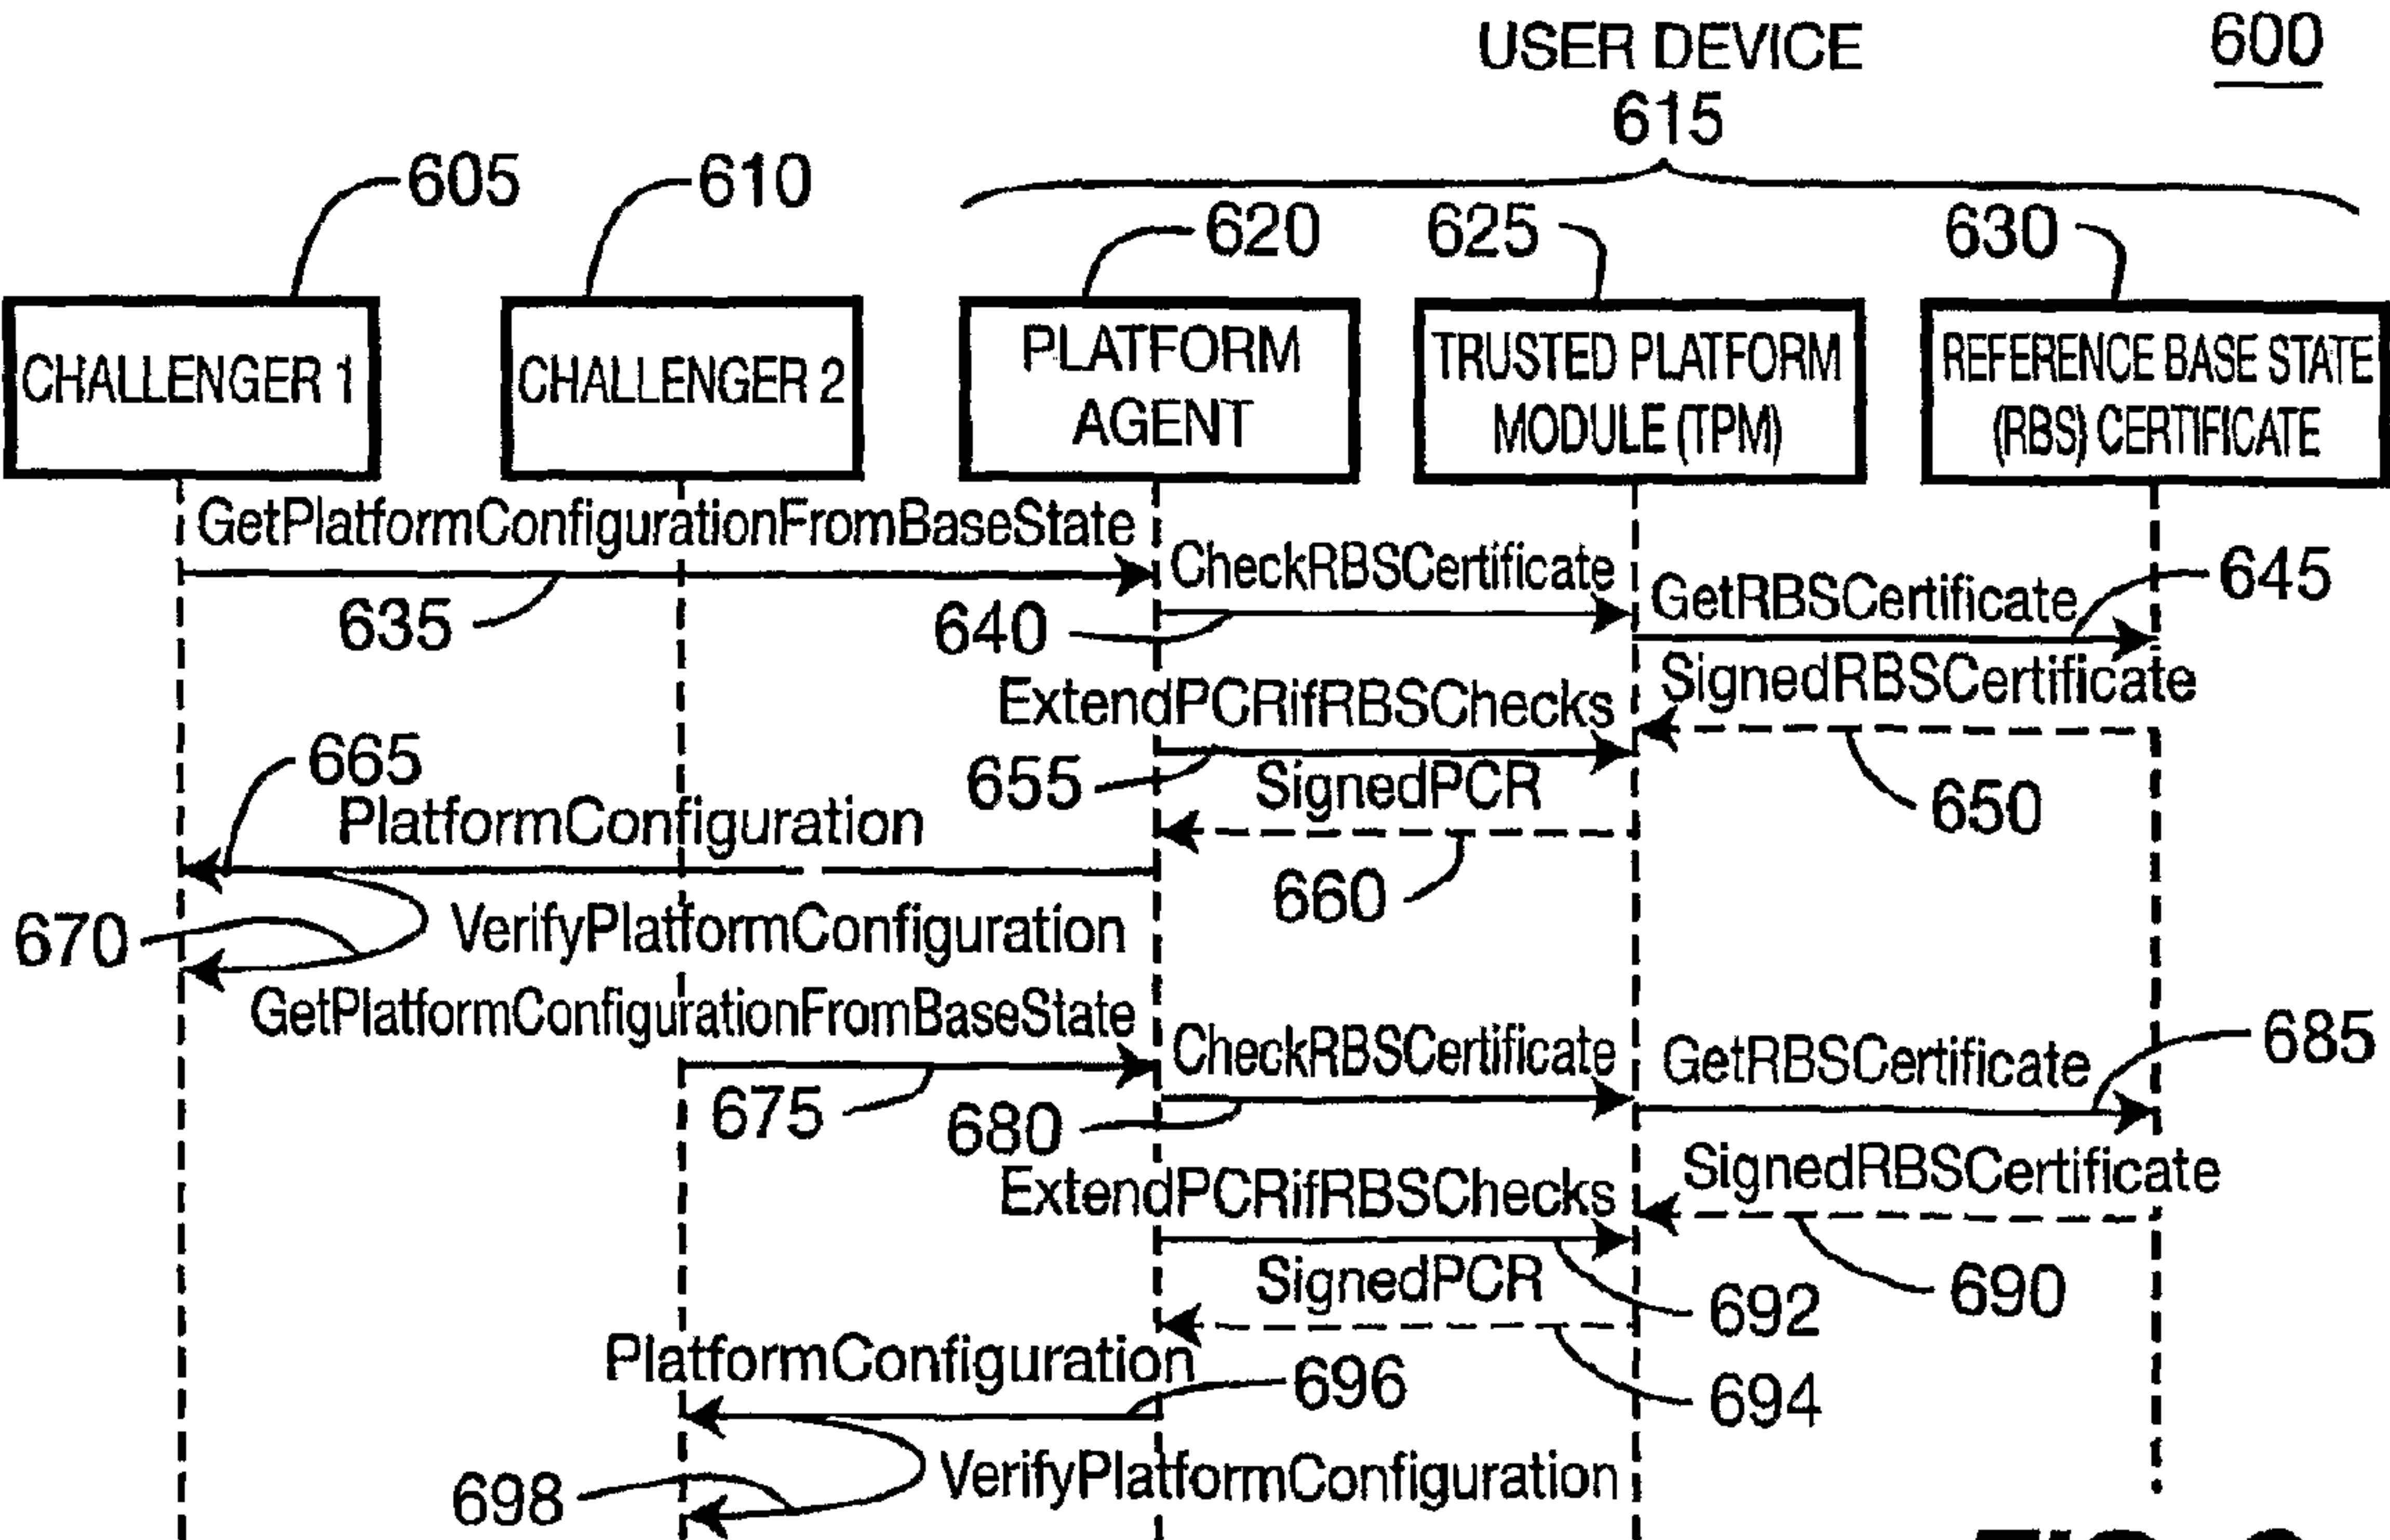 USER DEVICE
600
615
605
610
620
625
630
CHALLENGER 1
CHALLENGER 2
PLATFORM
AGENT
TRUSTED PLATFORM
MODULE (TPM)
REFERENCE BASE STATE
(RBS) CERTIFICATE
GetPlatformConfigurationFromBaseState
635
CheckRBSCertificate
640
GetRBSCertificate
645
SignedRBSCertificate
650
ExtendPCRifRBSChecks
655
SignedPCR
660
665
PlatformConfiguration
670
VerifyPlatformConfiguration
GetPlatformConfigurationFromBaseState
675
CheckRBSCertificate
680
GetRBSCertificate
685
SignedRBSCertificate
690
ExtendPCRifRBSChecks
692
SignedPCR
694
PlatformConfiguration
696
698
VerifyPlatformConfiguration